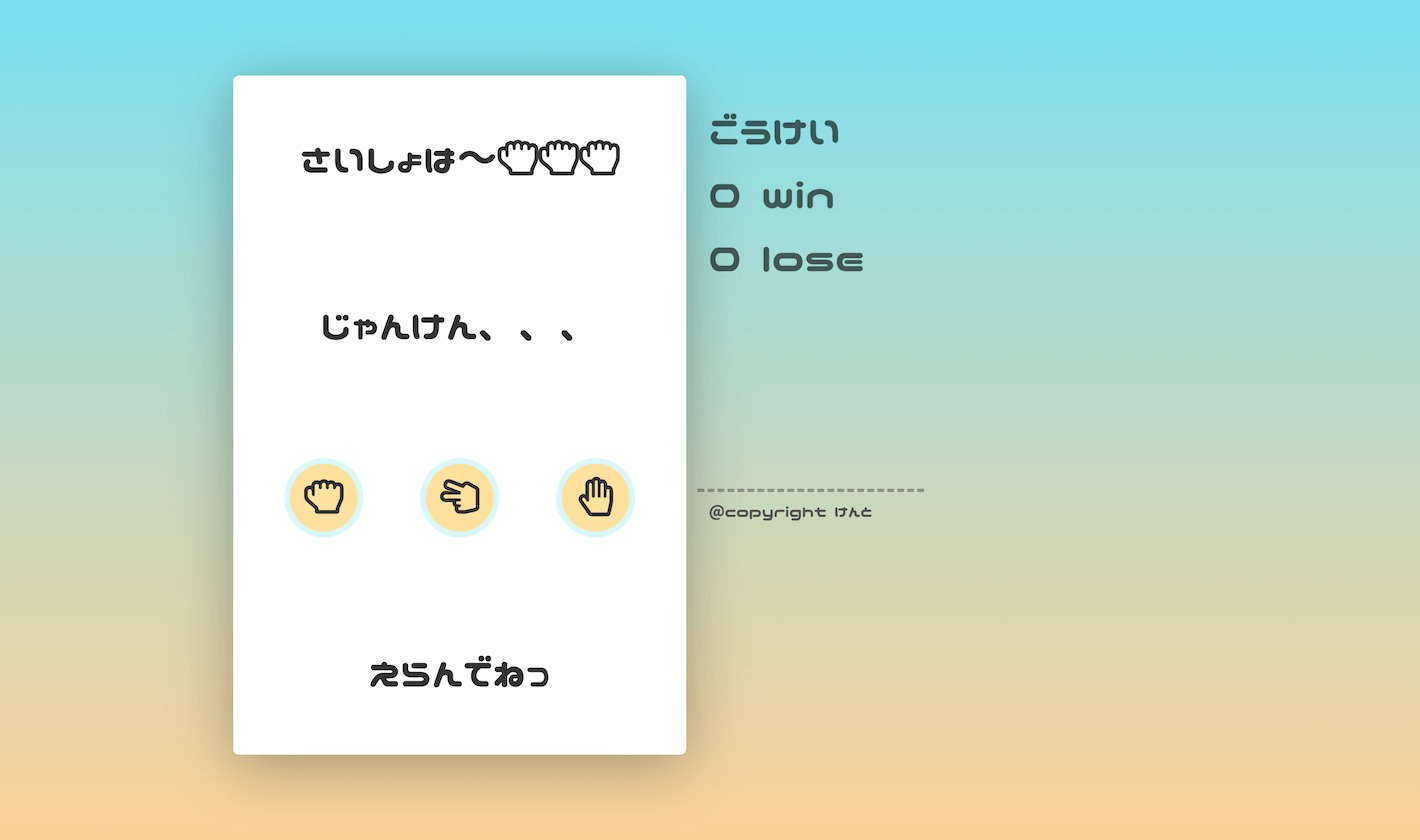 さいしょは〜
じゃんけん、、、
えらんでねっ
ごうけい
0 win
0 lose
@copyright けんと